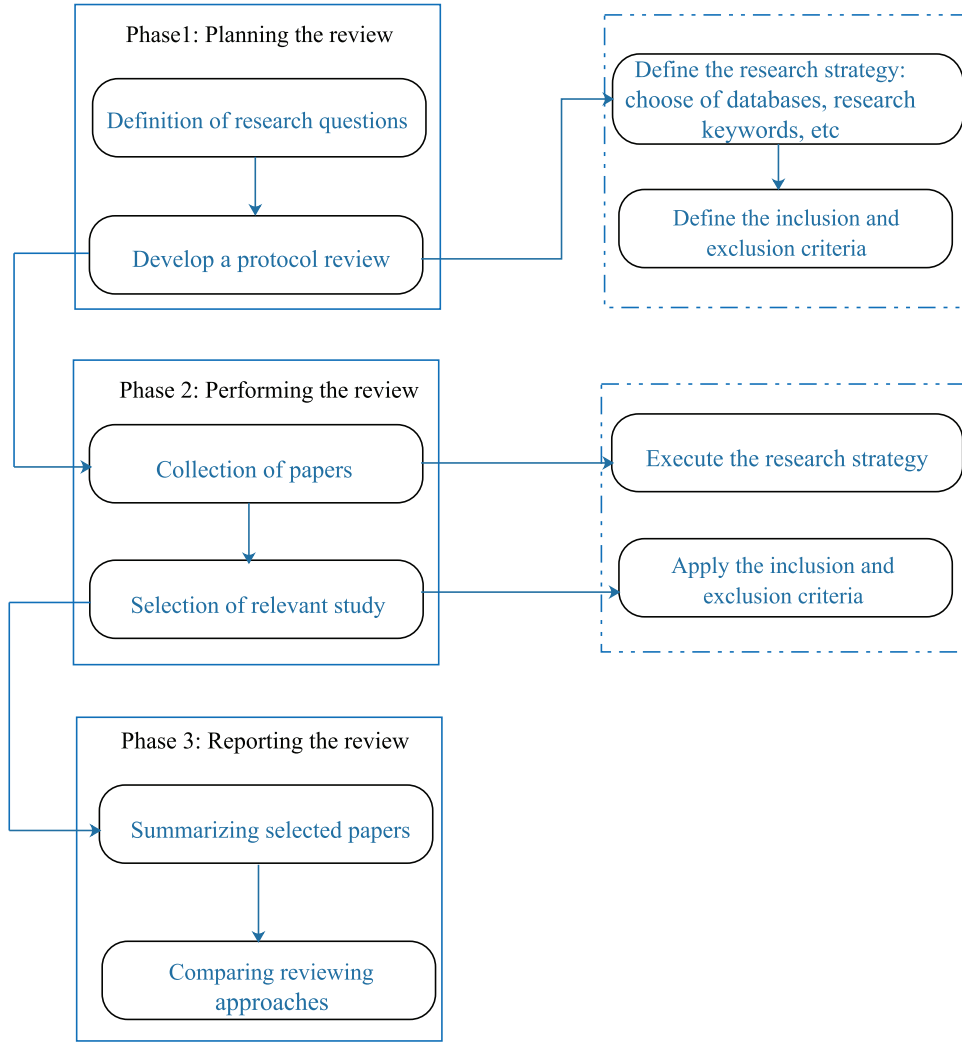 Phase1: Planning the review
Definition of research questions
Develop a protocol review
Define the research strategy:
choose of databases, research
keywords, etc
Define the inclusion and
exclusion criteria
Phase 2: Performing the review
Collection of papers
Selection of relevant study
Execute the research strategy
Apply the inclusion and
exclusion criteria
Phase 3: Reporting the review
Summarizing selected papers
Comparing reviewing
approaches